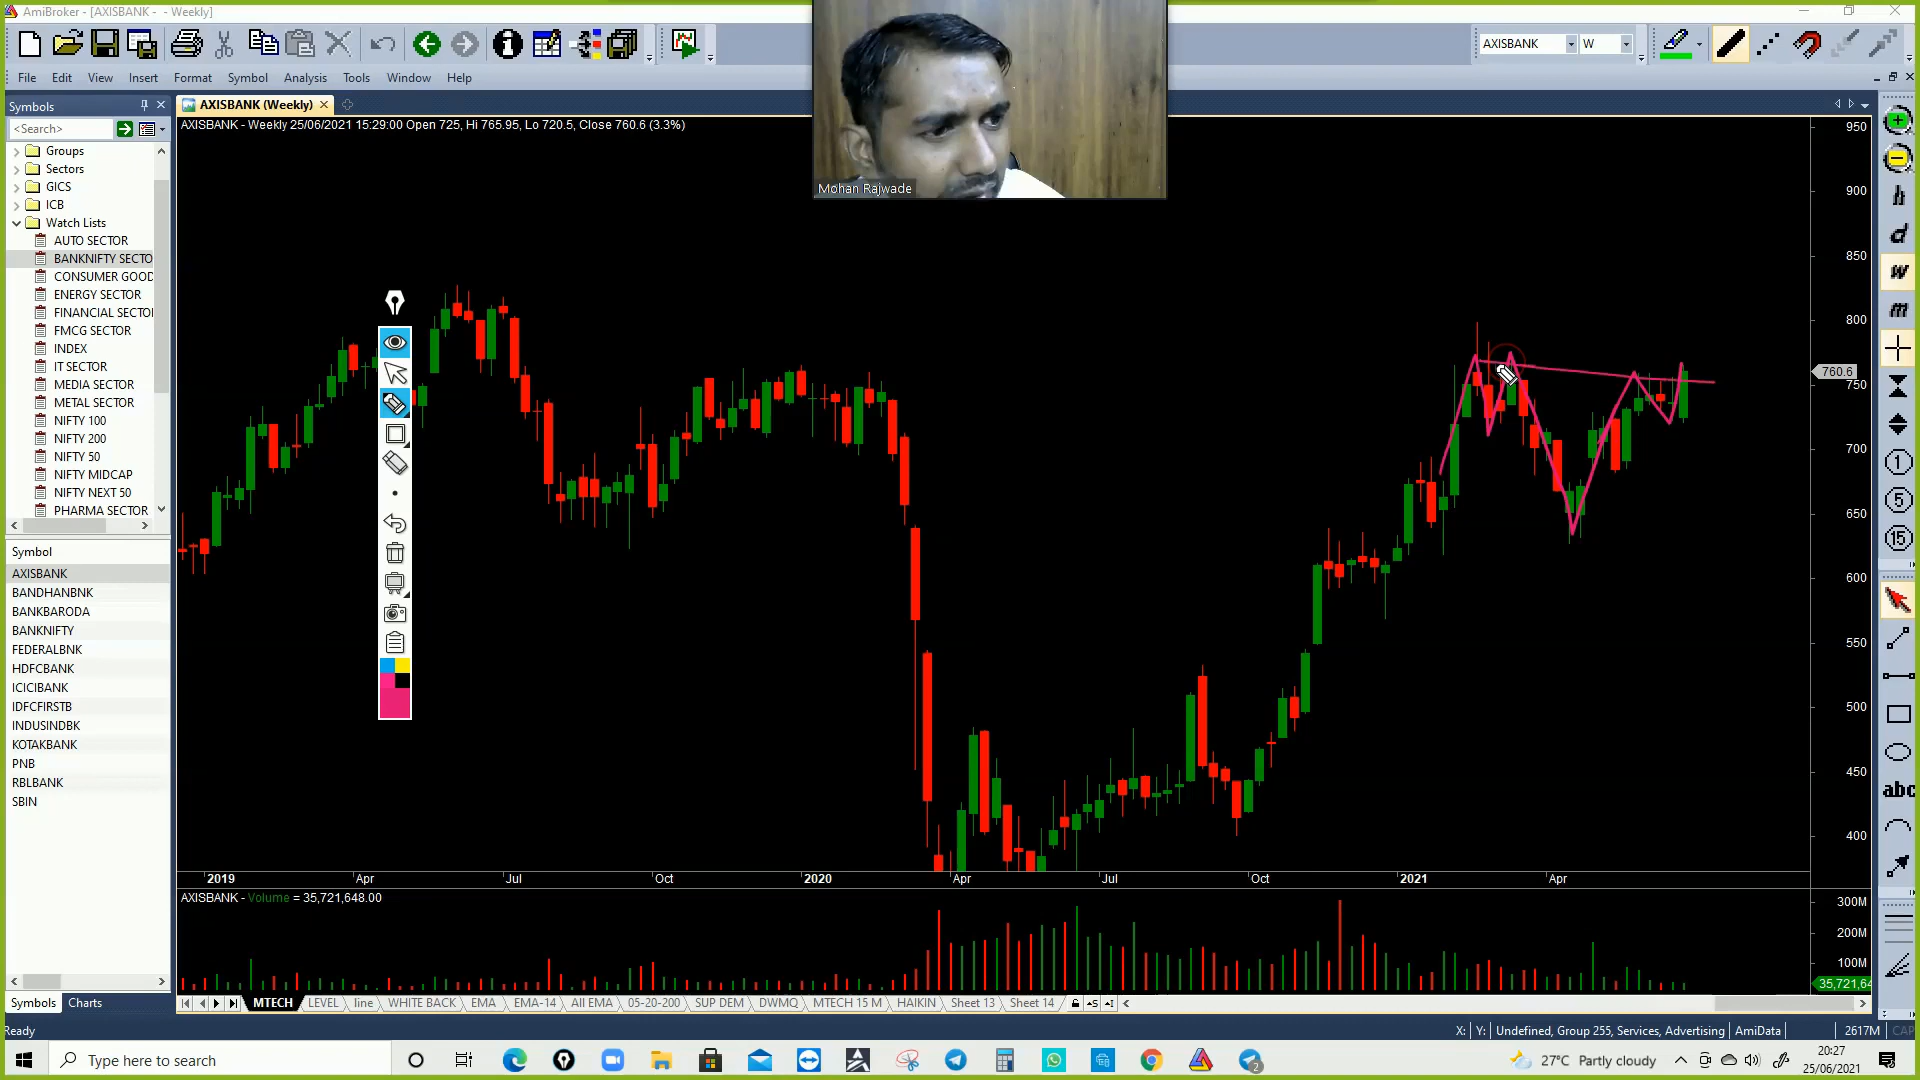 AmiBroker - [AXISBANK - - Weekly]
AXISBANK W
File Edit View Insert Format Symbol Analysis Tools Window Help
Symbols
AXISBANK (Weekly)
<Search>
AXISBANK - Weekly 25/06/2021 15:29:00 Open 725, Hi 765.95, Lo 720.5, Close 760.6 (3.3%)
Groups
Sectors
GICS
ICB
Watch Lists
AUTO SECTOR
BANKNIFTY SECTO
CONSUMER GOOD
ENERGY SECTOR
FINANCIAL SECTO
FMCG SECTOR
INDEX
IT SECTOR
MEDIA SECTOR
METAL SECTOR
NIFTY 100
NIFTY 200
NIFTY 50
NIFTY MIDCAP
NIFTY NEXT 50
PHARMA SECTOR
Symbol
AXISBANK
BANDHANBNK
BANKBARODA
BANKNIFTY
FEDERALBNK
HDFCBANK
ICICIBANK
IDFCFIRSTB
INDUSINDBK
KOTAKBANK
PNB
RBLBANK
SBIN
Symbols Charts
Mohan Rajwade
950
900
850
800
760.6
750
700
650
600
550
500
450
400
2019 Apr Jul Oct 2020 Apr Jul Oct 2021 Apr
AXISBANK - Volume = 35,721,648.00
300M
200M
100M
35,721,64
h
d
w
m
1
5
15
abc
MTECH LEVEL line WHITE BACK EMA EMA-14 All EMA 05-20-200 SUP DEM DWMQ MTECH 15 M HAIKIN Sheet 13 Sheet 14
Ready
X: Y: Undefined, Group 255, Services, Advertising AmiData 2617M CAP
Type here to search
2
27°C Partly cloudy
20:27
25/06/2021